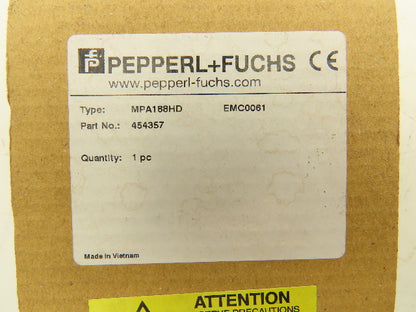 PEPPERL+FUCHS CE
www.pepperl-fuchs.com
Type: MPA188HD EMC0061
Part No.: 454357
Quantity: 1 pc
Made in Vietnam
ATTENTION
PRECAUTIONS